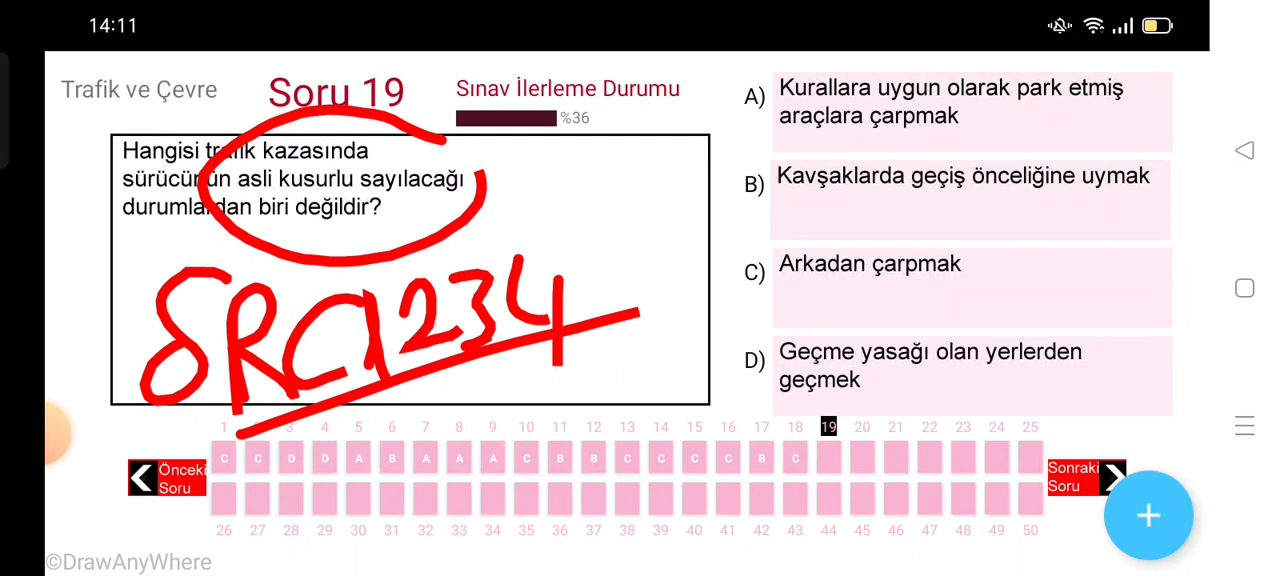 14:11
Trafik ve Çevre
Soru 19
Sınav İlerleme Durumu
%36
Hangisi trafik kazasında
sürücünün asli kusurlu sayılacağı
durumlardan biri değildir?
SRC1234
A) Kurallara uygun olarak park etmiş
araçlara çarpmak
B) Kavşaklarda geçiş önceliğine uymak
C) Arkadan çarpmak
D) Geçme yasağı olan yerlerden
geçmek
1 2 3 4 5 6 7 8 9 10 11 12 13 14 15 16 17 18 19 20 21 22 23 24 25
C C D D A B A A A C B B C C C C B C
Önceki
Soru
Sonraki
Soru
26 27 28 29 30 31 32 33 34 35 36 37 38 39 40 41 42 43 44 45 46 47 48 49 50
©DrawAnyWhere